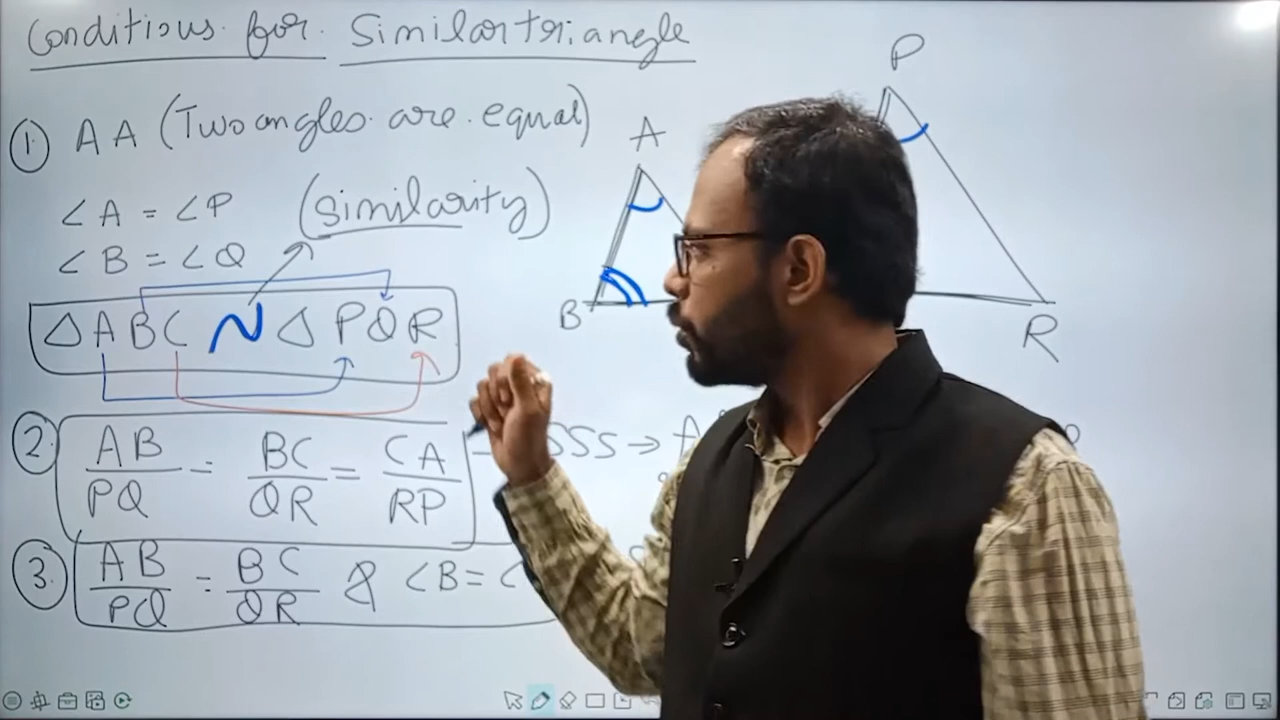 Conditions for Similar triangle
① AA (Two angles are equal)
∠A = ∠P (similarity)
∠B = ∠Q
△ABC ~ △PQR
② AB/PQ = BC/QR = CA/RP SSS →
③ AB/PQ = BC/QR & ∠B = ∠
A
B
P
R